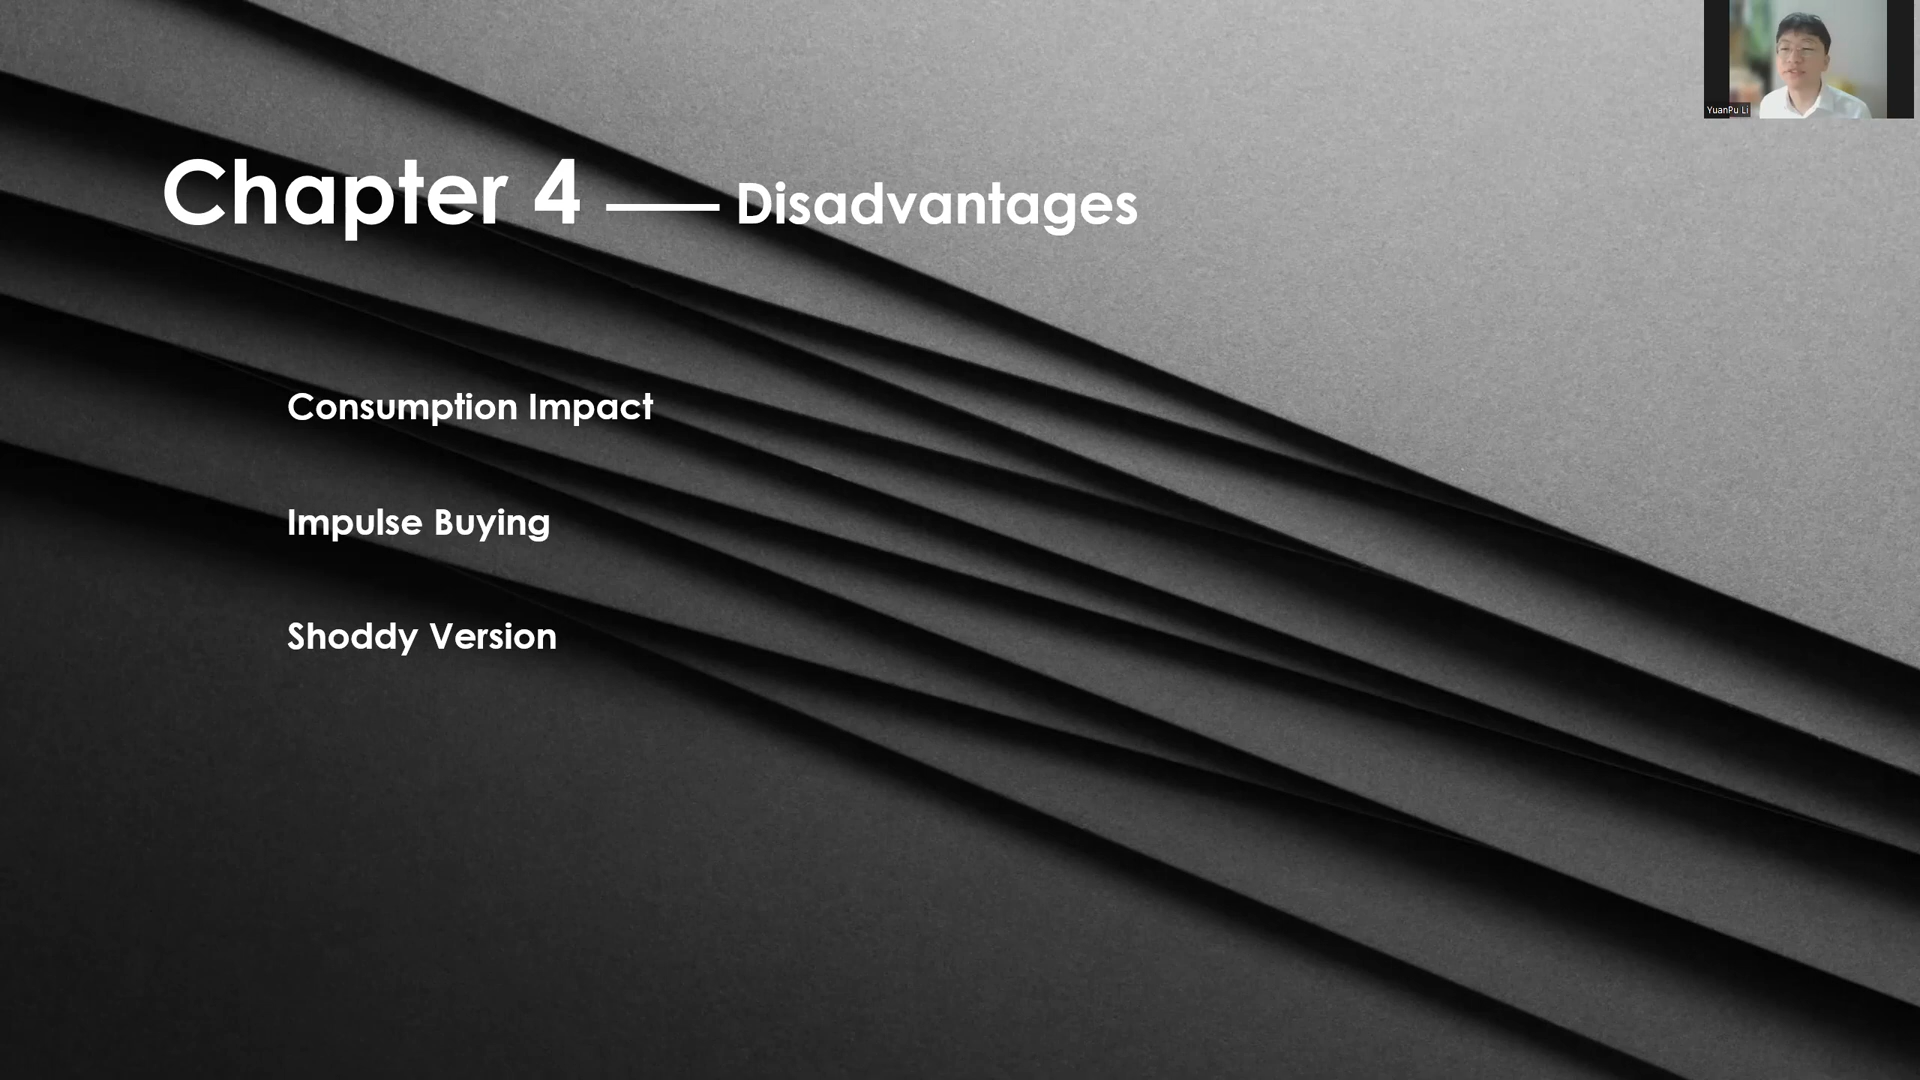 YuanPu Li
Chapter 4 —— Disadvantages
Consumption Impact
Impulse Buying
Shoddy Version